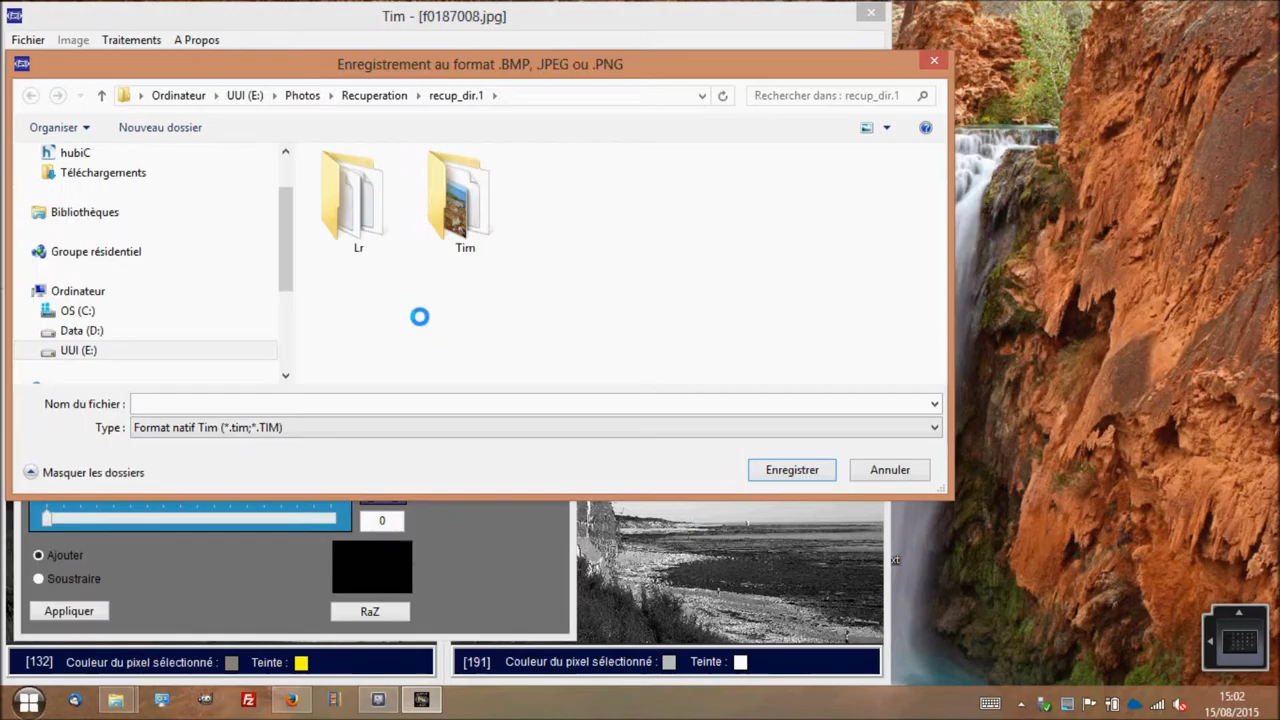 Tim - [f0187008.jpg]
Fichier Image Traitements A Propos
Enregistrement au format .BMP, .JPEG ou .PNG
Ordinateur UUI (E:) Photos Recuperation recup_dir.1 Rechercher dans : recup_dir.1
Organiser Nouveau dossier
hubiC
Téléchargements
Bibliothèques
Groupe résidentiel
Ordinateur
OS (C:)
Data (D:)
UUI (E:)
Lr Tim
Nom du fichier :
Type : Format natif Tim (*.tim;*.TIM)
Masquer les dossiers Enregistrer Annuler
0
Ajouter
Soustraire
Appliquer RaZ
[132] Couleur du pixel sélectionné : Teinte : [191] Couleur du pixel sélectionné : Teinte :
15:02
15/08/2015